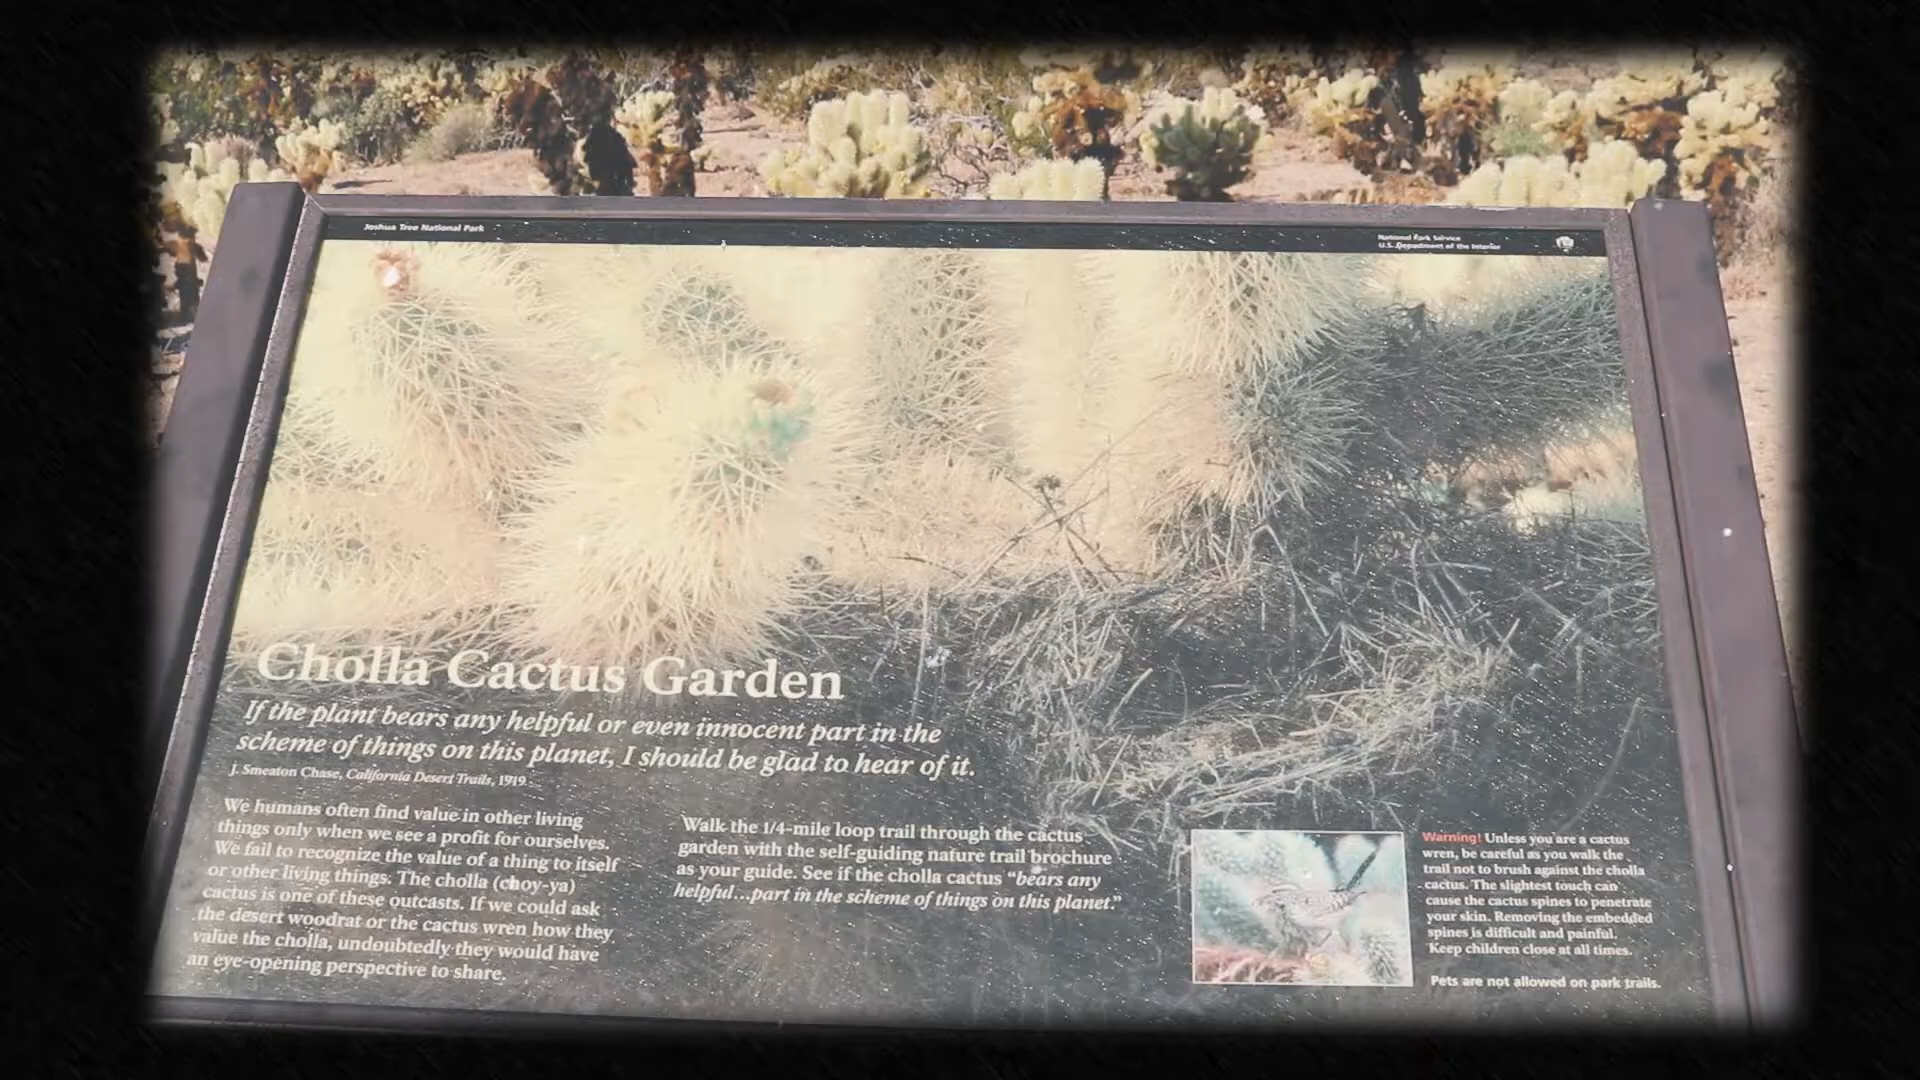 Joshua Tree National Park
National Park Service
U.S. Department of the Interior
Cholla Cactus Garden
If the plant bears any helpful or even innocent part in the
scheme of things on this planet, I should be glad to hear of it.
J. Smeaton Chase, California Desert Trails, 1919.
We humans often find value in other living
things only when we see a profit for ourselves.
We fail to recognize the value of a thing to itself
or other living things. The cholla (choy-ya)
cactus is one of these outcasts. If we could ask
the desert woodrat or the cactus wren how they
value the cholla, undoubtedly they would have
an eye-opening perspective to share.
Walk the 1/4-mile loop trail through the cactus
garden with the self-guiding nature trail brochure
as your guide. See if the cholla cactus "bears any
helpful...part in the scheme of things on this planet."
Warning! Unless you are a cactus
wren, be careful as you walk the
trail not to brush against the cholla
cactus. The slightest touch can
cause the cactus spines to penetrate
your skin. Removing the embedded
spines is difficult and painful.
Keep children close at all times.
Pets are not allowed on park trails.